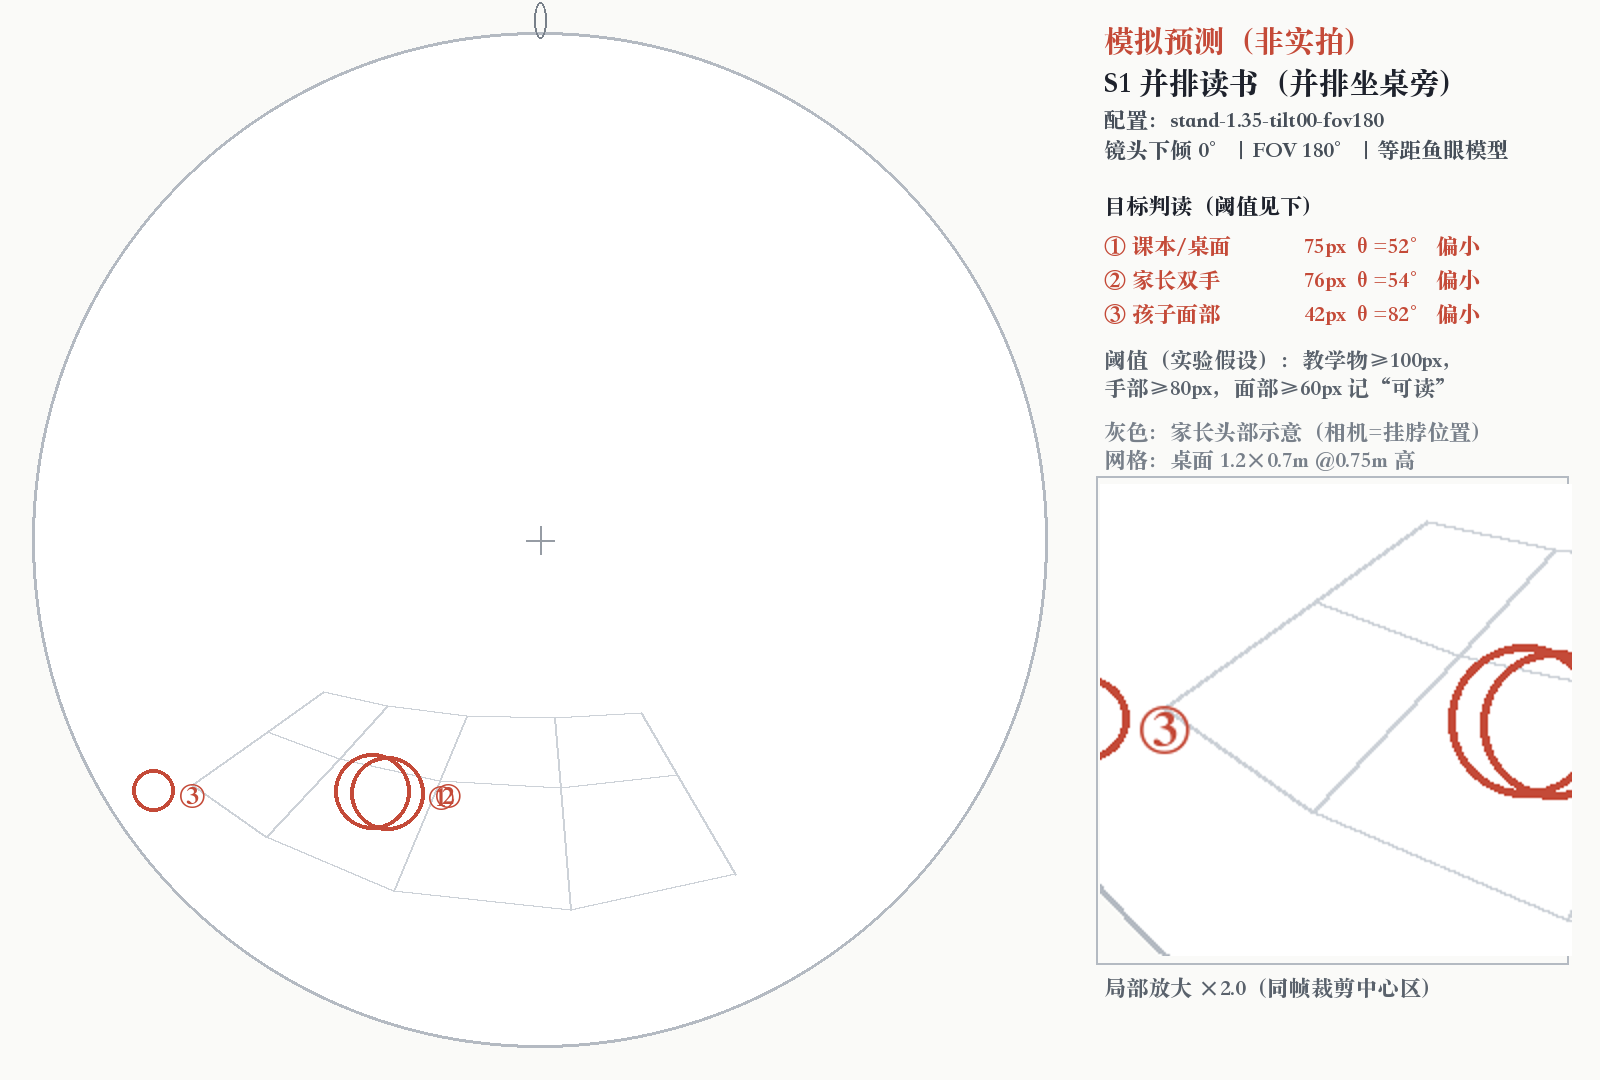 模拟预测（非实拍）
S1 并排读书（并排坐桌旁）
配置：stand-1.35-tilt00-fov180
镜头下倾 0° ｜FOV 180° ｜等距鱼眼模型
目标判读（阈值见下）
① 课本/桌面 75px θ=52° 偏小
② 家长双手 76px θ=54° 偏小
③ 孩子面部 42px θ=82° 偏小
阈值（实验假设）：教学物≥100px，
手部≥80px，面部≥60px 记“可读”
灰色：家长头部示意（相机=挂脖位置）
网格：桌面 1.2×0.7m @0.75m 高
③
③
①②
局部放大 ×2.0（同帧裁剪中心区）